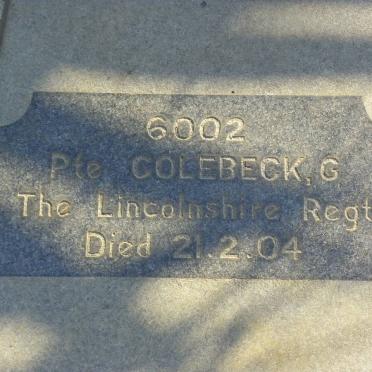 6002
Pte COLEBECK, G
The Lincolnshire Regt
Died 21.2.04